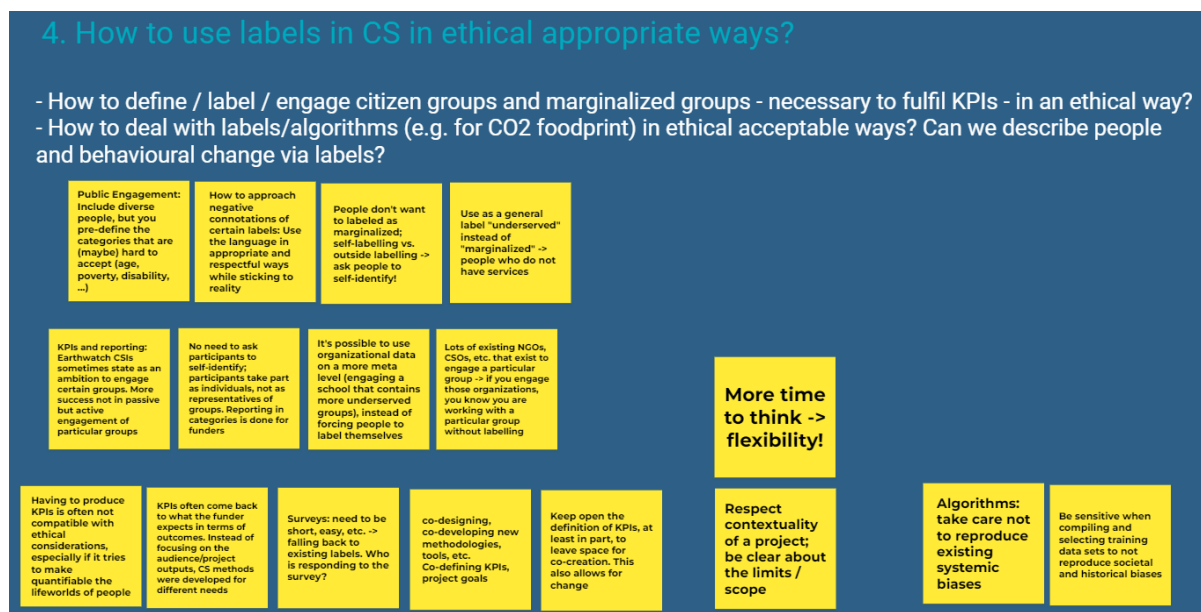 4. How to use labels in CS in ethical appropriate ways?
- How to define / label / engage citizen groups and marginalized groups - necessary to fulfil KPIs - in an ethical way?
- How to deal with labels/algorithms (e.g. for CO2 foodprint) in ethical acceptable ways? Can we describe people
and behavioural change via labels?
Public Engagement:
Include diverse
people, but you
pre-define the
categories that are
(maybe) hard to
accept (age,
poverty, disability,
...)
How to approach
negative
connotations of
certain labels: Use
the language in
appropriate and
respectful ways
while sticking to
reality
People don't want
to labeled as
marginalized;
self-labelling vs.
outside labelling ->
ask people to
self-identify!
Use as a general
label "underserved"
instead of
"marginalized" ->
people who do not
have services
KPIs and reporting:
Earthwatch CSIs
sometimes state as an
ambition to engage
certain groups. More
success not in passive
but active
engagement of
particular groups
No need to ask
participants to
self-identify;
participants take part
as individuals, not as
representatives of
groups. Reporting in
categories is done for
funders
It's possible to use
organizational data
on a more meta
level (engaging a
school that contains
more underserved
groups), instead of
forcing people to
label themselves
Lots of existing NGOs,
CSOs, etc. that exist to
engage a particular
group -> if you engage
those organizations,
you know you are
working with a
particular group
without labelling
More time
to think ->
flexibility!
Having to produce
KPIs is often not
compatible with
ethical
considerations,
especially if it tries to
make
quantifiable the
lifeworlds of people
KPIs often come back
to what the funder
expects in terms of
outcomes. Instead of
focusing on the
audience/project
outputs, CS methods
were developed for
different needs
Surveys: need to be
short, easy, etc. ->
falling back to
existing labels. Who
is responding to the
survey?
co-designing,
co-developing new
methodologies,
tools, etc.
Co-defining KPIs,
project goals
Keep open the
definition of KPIs, at
least in part, to
leave space for
co-creation. This
also allows for
change
Respect
contextuality
of a project;
be clear about
the limits /
scope
Algorithms:
take care not
to reproduce
existing
systemic
biases
Be sensitive when
compiling and
selecting training
data sets to not
reproduce societal
and historical biases